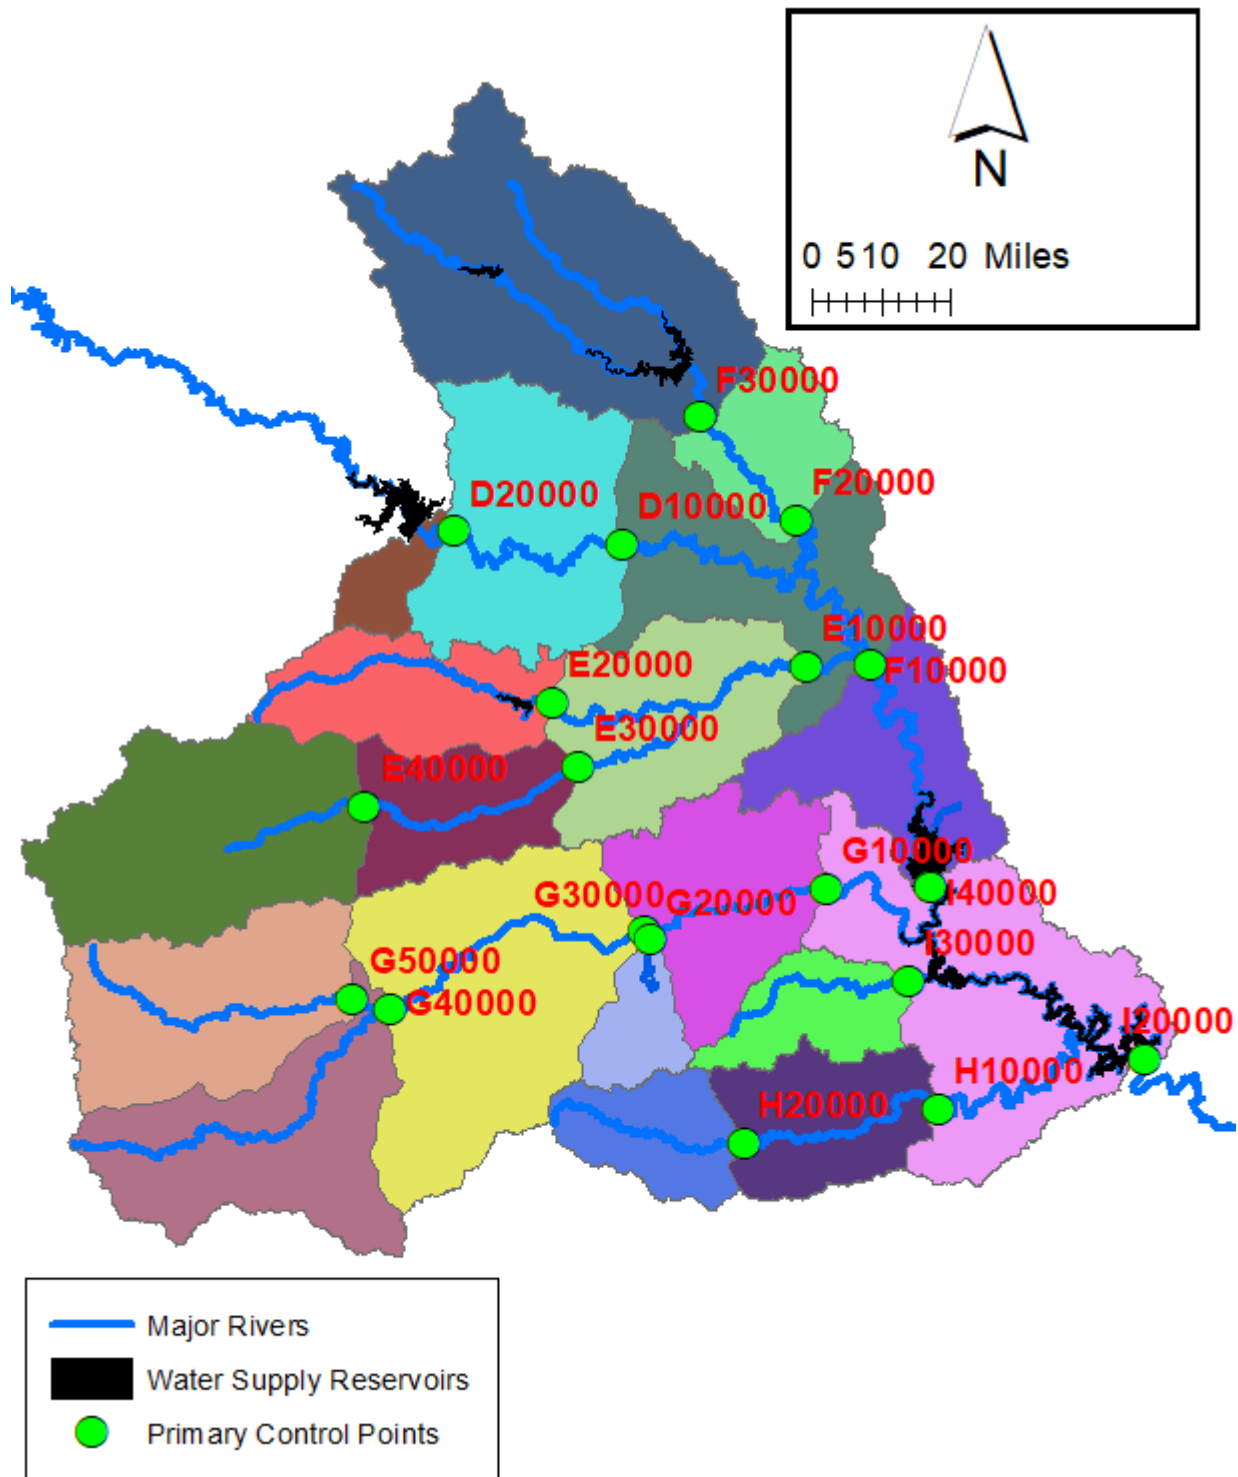 N
0 5 10 20 Miles
F30000
F20000
D20000
D10000
E10000
F10000
E20000
E30000
E40000
G10000
I40000
G30000
G20000
I30000
G50000
G40000
I20000
H10000
H20000
Major Rivers
Water Supply Reservoirs
Primary Control Points